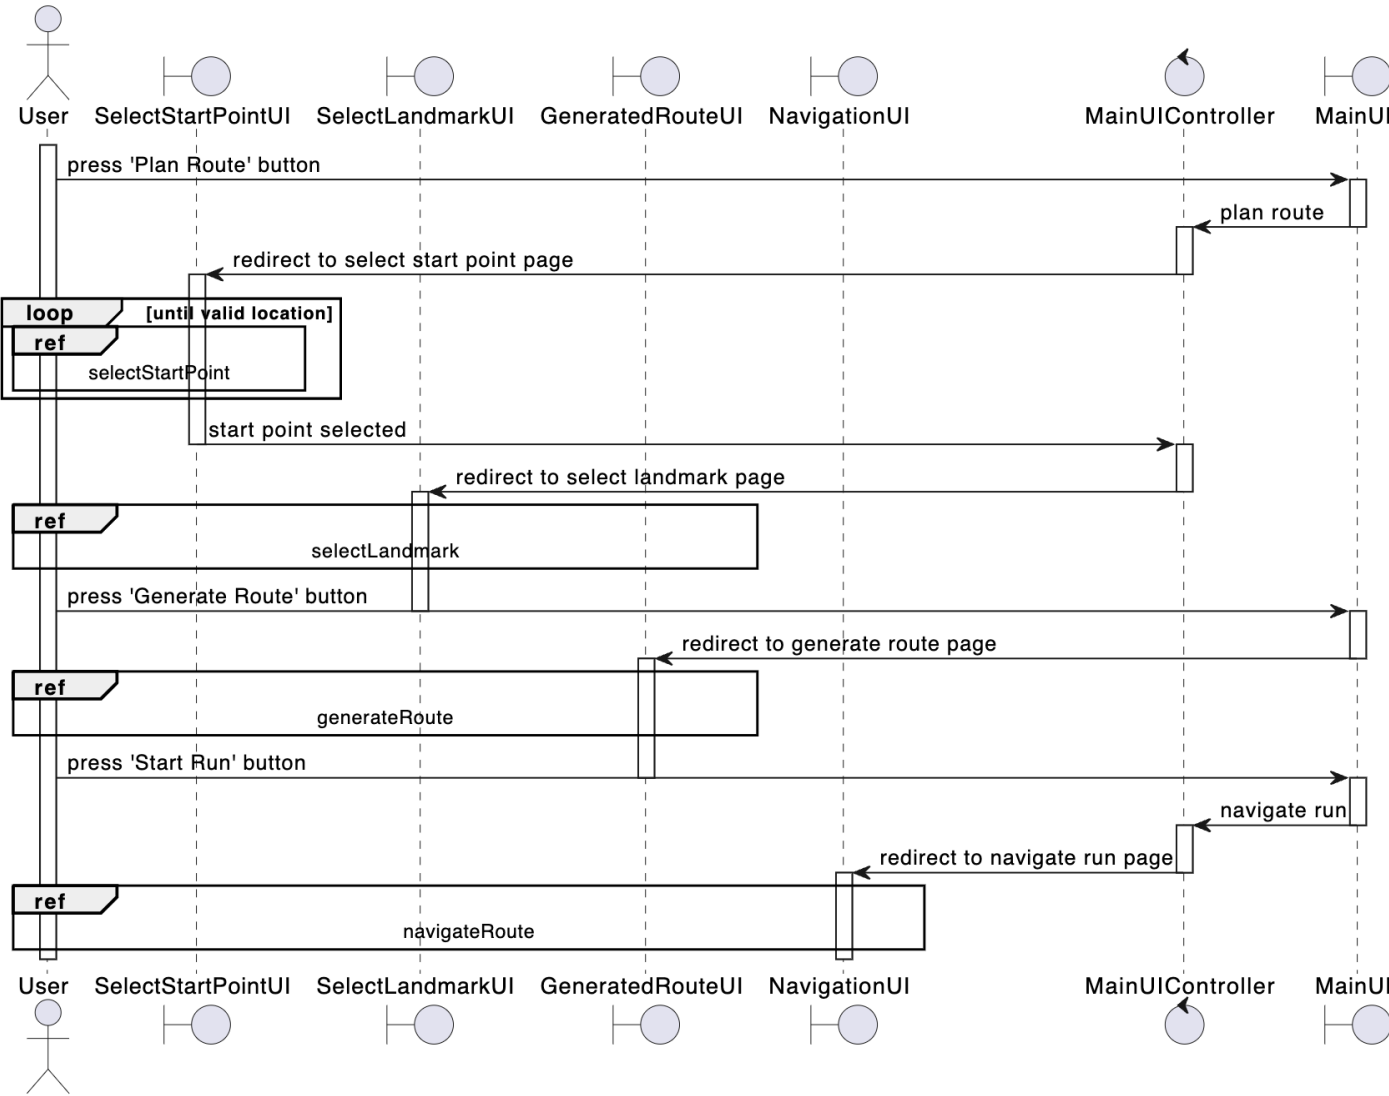 User SelectStartPointUI SelectLandmarkUI GeneratedRouteUI NavigationUI MainUIController MainUI
press 'Plan Route' button
plan route
redirect to select start point page
loop [until valid location]
ref
selectStartPoint
start point selected
redirect to select landmark page
ref
selectLandmark
press 'Generate Route' button
redirect to generate route page
ref
generateRoute
press 'Start Run' button
navigate run
redirect to navigate run page
ref
navigateRoute
User SelectStartPointUI SelectLandmarkUI GeneratedRouteUI NavigationUI MainUIController MainUI